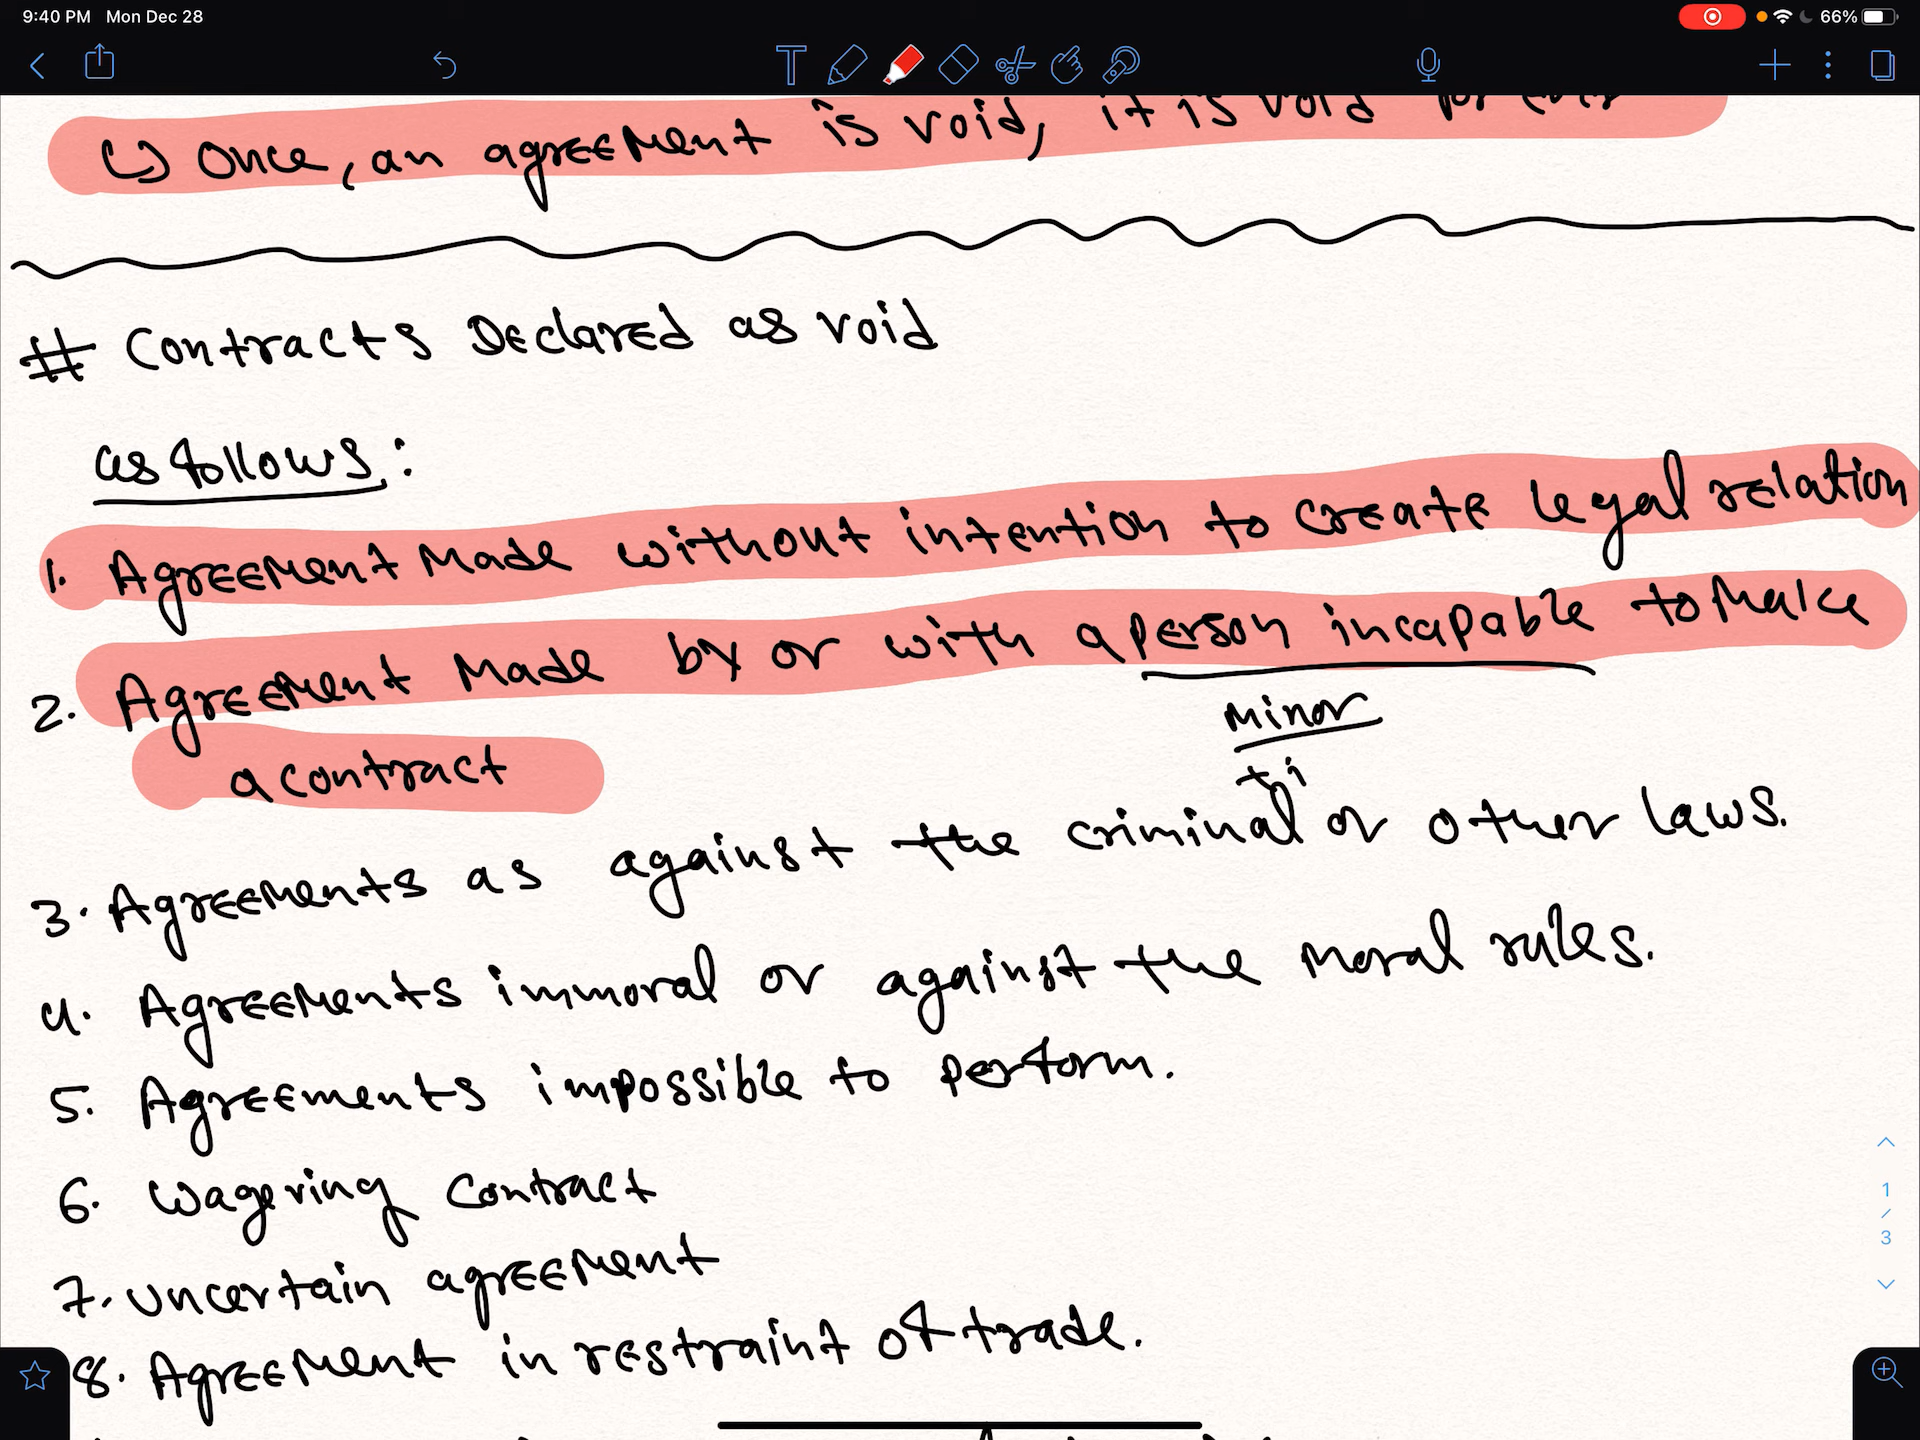 9:40 PM Mon Dec 28
66%
↳ Once, an agreement is void, it is void for ever
# Contracts Declared as void
as follows:
1. Agreement Made without intention to create legal relation
2. Agreement Made by or with a person incapable to Make
Minor
a contract
3. Agreements as against the criminal or other laws.
4. Agreements immoral or against the moral rules.
5. Agreements impossible to perform.
6. Wagering Contract
7. uncertain agreement
8. Agreement in restraint of trade.
1
/
3